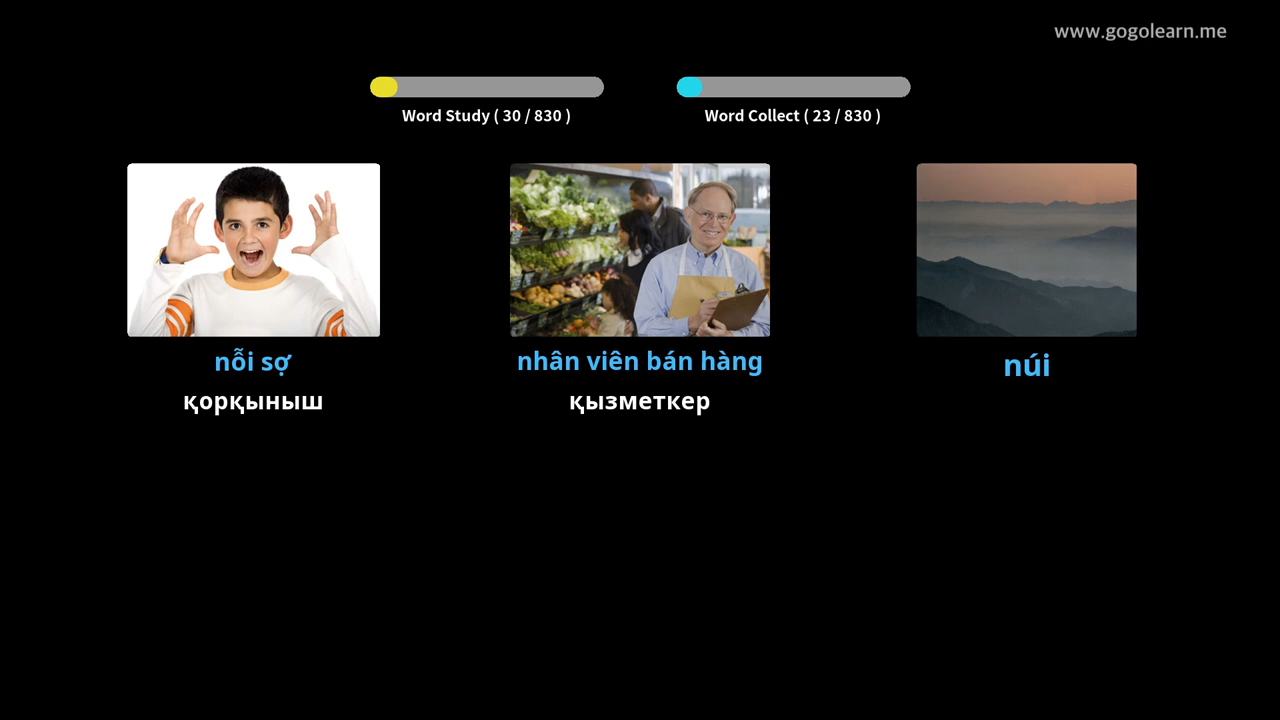 www.gogolearn.me
Word Study ( 30 / 830 )
Word Collect ( 23 / 830 )
nỗi sợ
қорқыныш
nhân viên bán hàng
қызметкер
núi